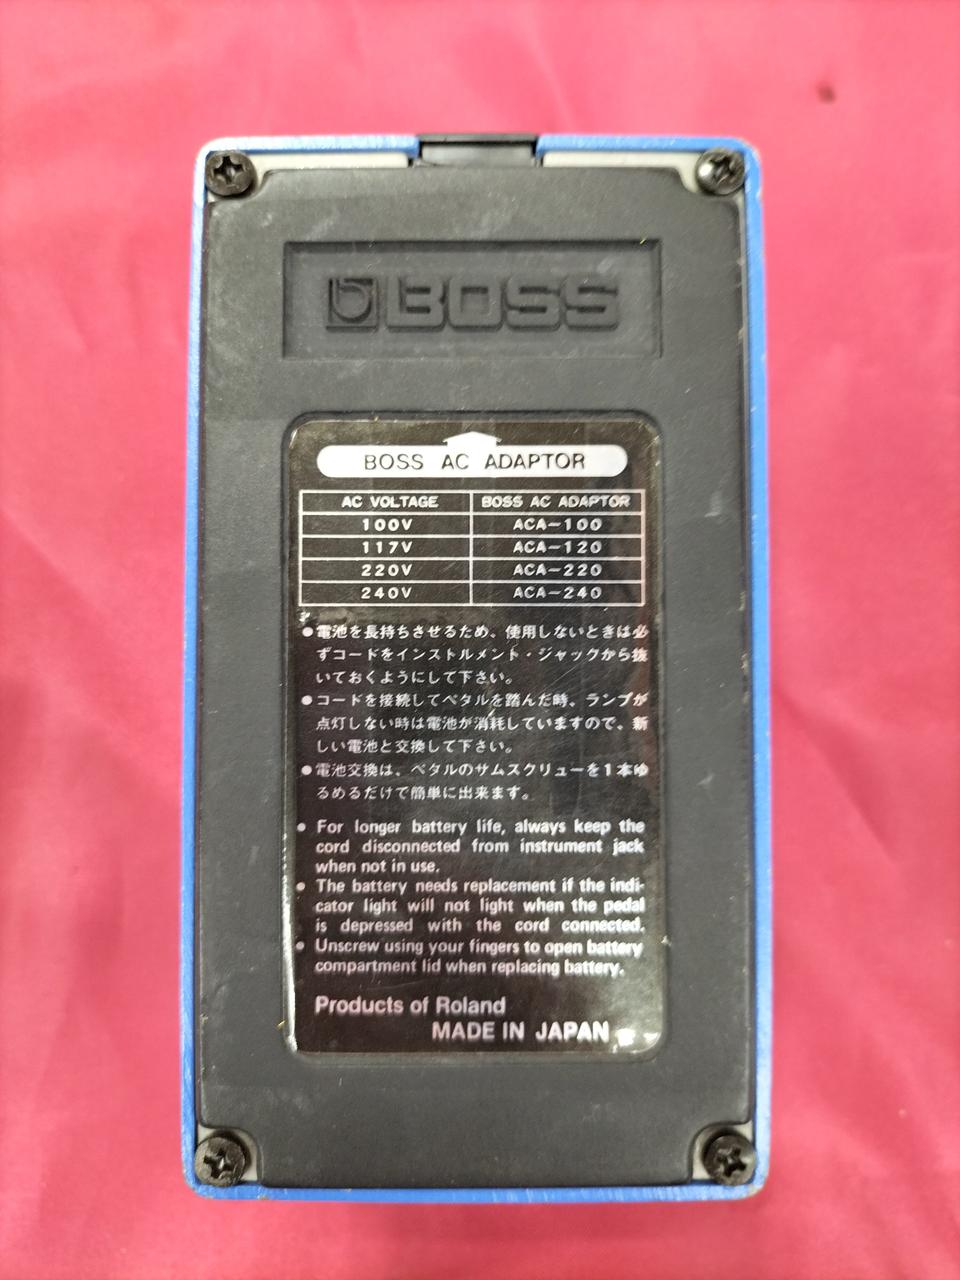 BOSS
BOSS AC ADAPTOR
AC VOLTAGE BOSS AC ADAPTOR
100V ACA-100
117V ACA-120
220V ACA-220
240V ACA-240
●電池を長持ちさせるため、使用しないときは必
ずコードをインストルメント・ジャックから抜
いておくようにして下さい。
●コードを接続してペタルを踏んだ時、ランプが
点灯しない時は電池が消耗していますので、新
しい電池と交換して下さい。
●電池交換は、ペタルのサムスクリューを1本ゆ
るめるだけで簡単に出来ます。
● For longer battery life, always keep the
cord disconnected from instrument jack
when not in use.
● The battery needs replacement if the indi-
cator light will not light when the pedal
is depressed with the cord connected.
● Unscrew using your fingers to open battery
compartment lid when replacing battery.
Products of Roland
MADE IN JAPAN